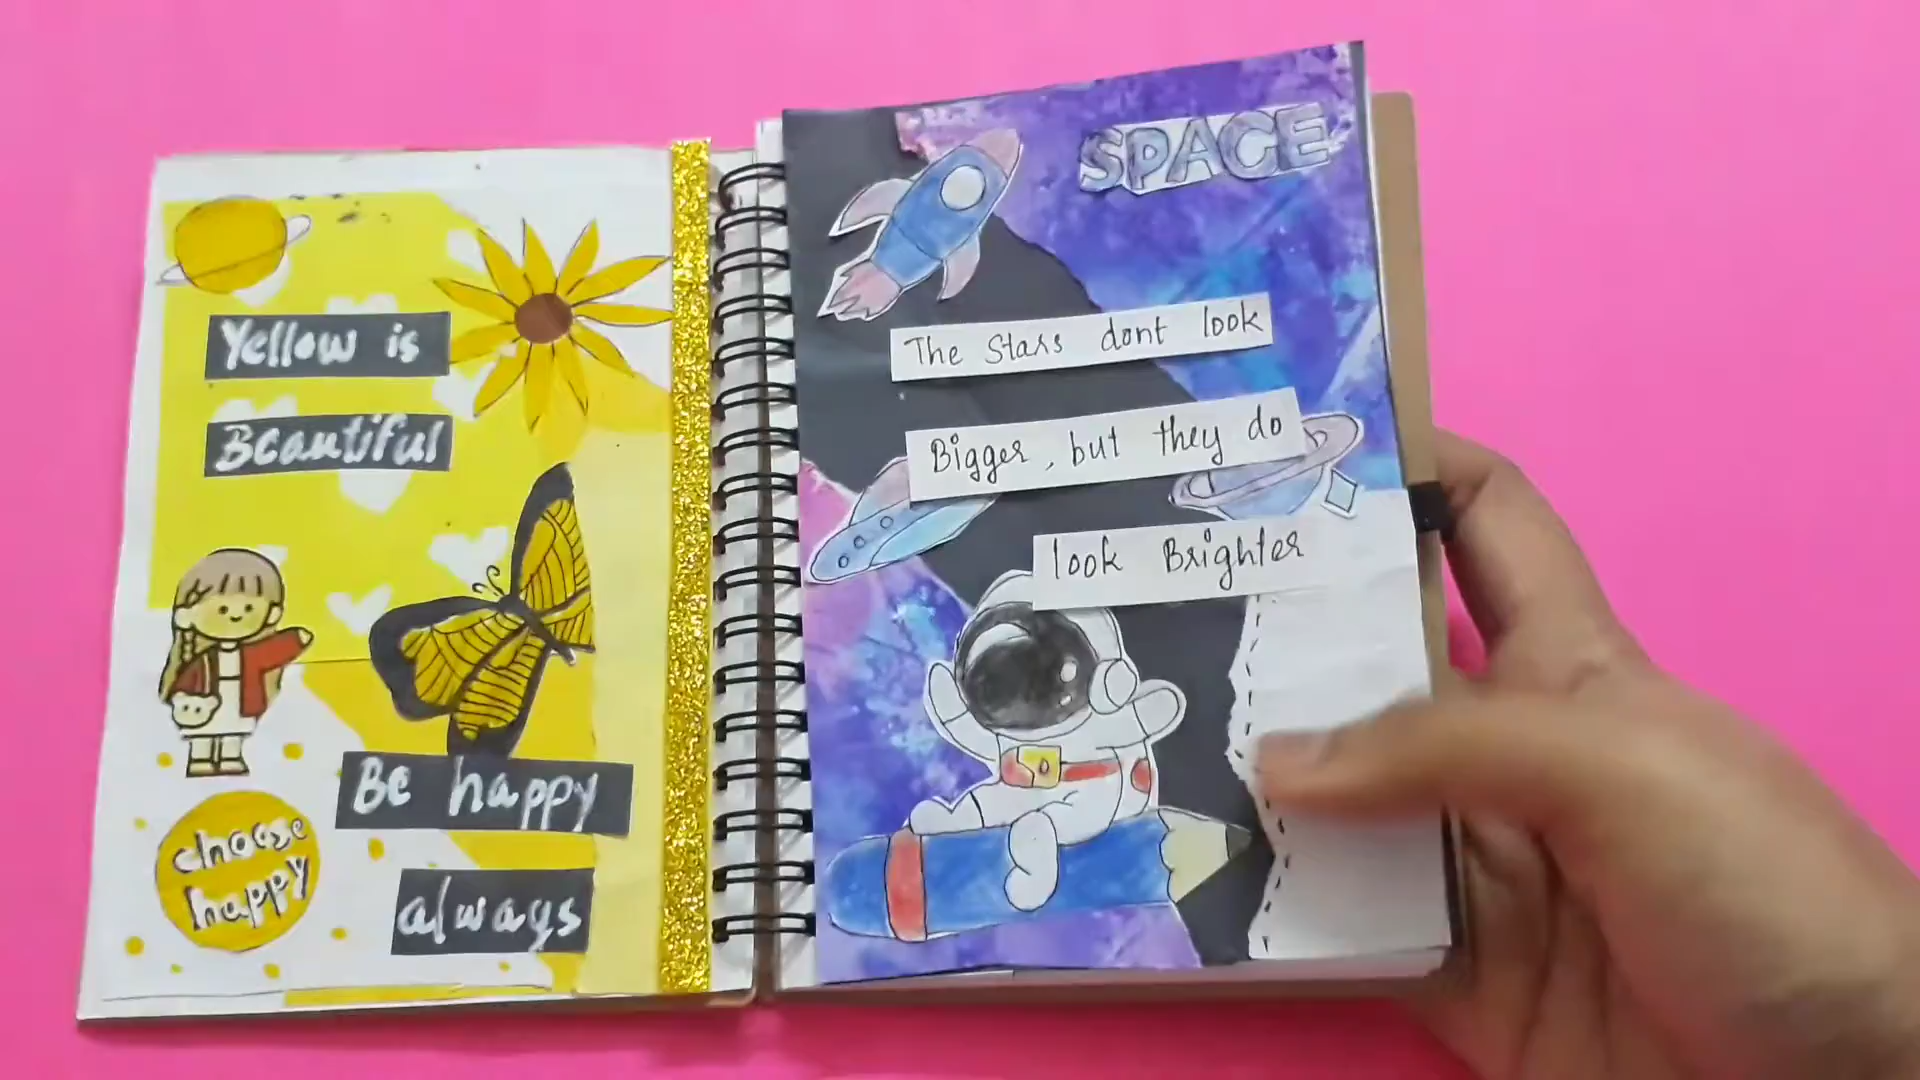 Yellow is
Beautiful
Be happy
always
choose
happy
SPACE
The Stars dont look
Bigger, but they do
look Brighter